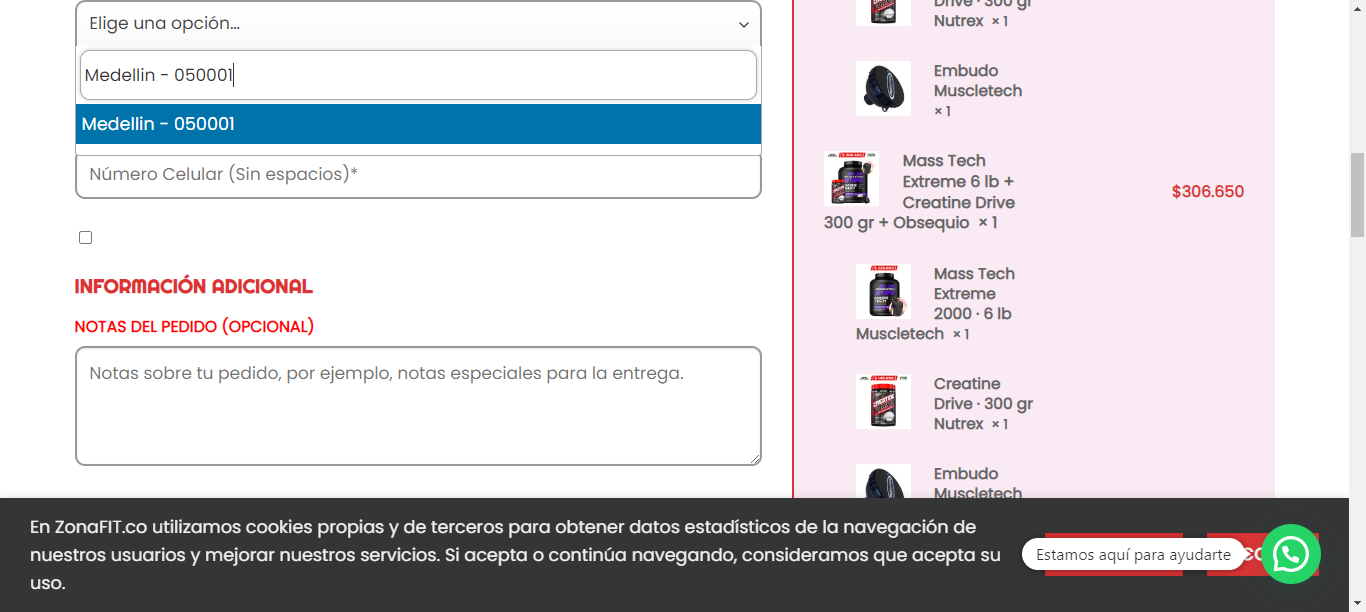 Elige una opción...
Medellin - 050001
Medellin - 050001
Número Celular (Sin espacios)*
INFORMACIÓN ADICIONAL
NOTAS DEL PEDIDO (OPCIONAL)
Notas sobre tu pedido, por ejemplo, notas especiales para la entrega.
Drive · 300 gr
Nutrex × 1
Embudo
Muscletech
× 1
Mass Tech
Extreme 6 lb +
Creatine Drive
300 gr + Obsequio × 1
$306.650
Mass Tech
Extreme
2000 · 6 lb
Muscletech × 1
Creatine
Drive · 300 gr
Nutrex × 1
Embudo
Muscletech
En ZonaFIT.co utilizamos cookies propias y de terceros para obtener datos estadísticos de la navegación de
nuestros usuarios y mejorar nuestros servicios. Si acepta o continúa navegando, consideramos que acepta su
uso.
Estamos aquí para ayudarte